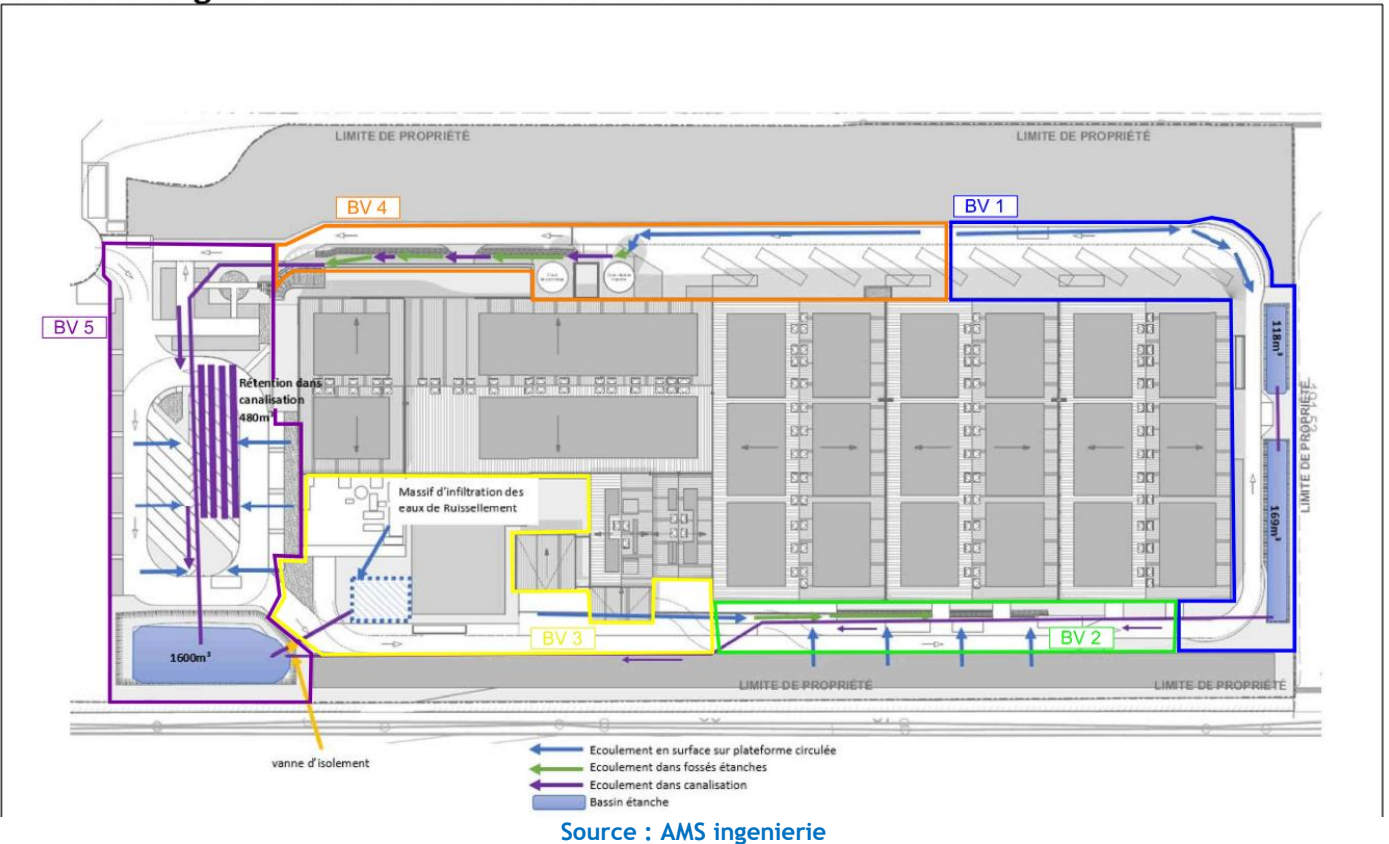 LIMITE DE PROPRIÉTÉ
LIMITE DE PROPRIÉTÉ
BV 4
BV 1
BV 5
118m³
Rétention dans
canalisation
480m³
LIMITE DE PROPRIÉTÉ
169m³
Massif d'infiltration des
eaux de Ruissellement
BV 3
BV 2
1600m³
LIMITE DE PROPRIÉTÉ
LIMITE DE PROPRIÉTÉ
vanne d'isolement
Ecoulement en surface sur plateforme circulée
Ecoulement dans fossés étanches
Ecoulement dans canalisation
Bassin étanche
Source : AMS ingenierie